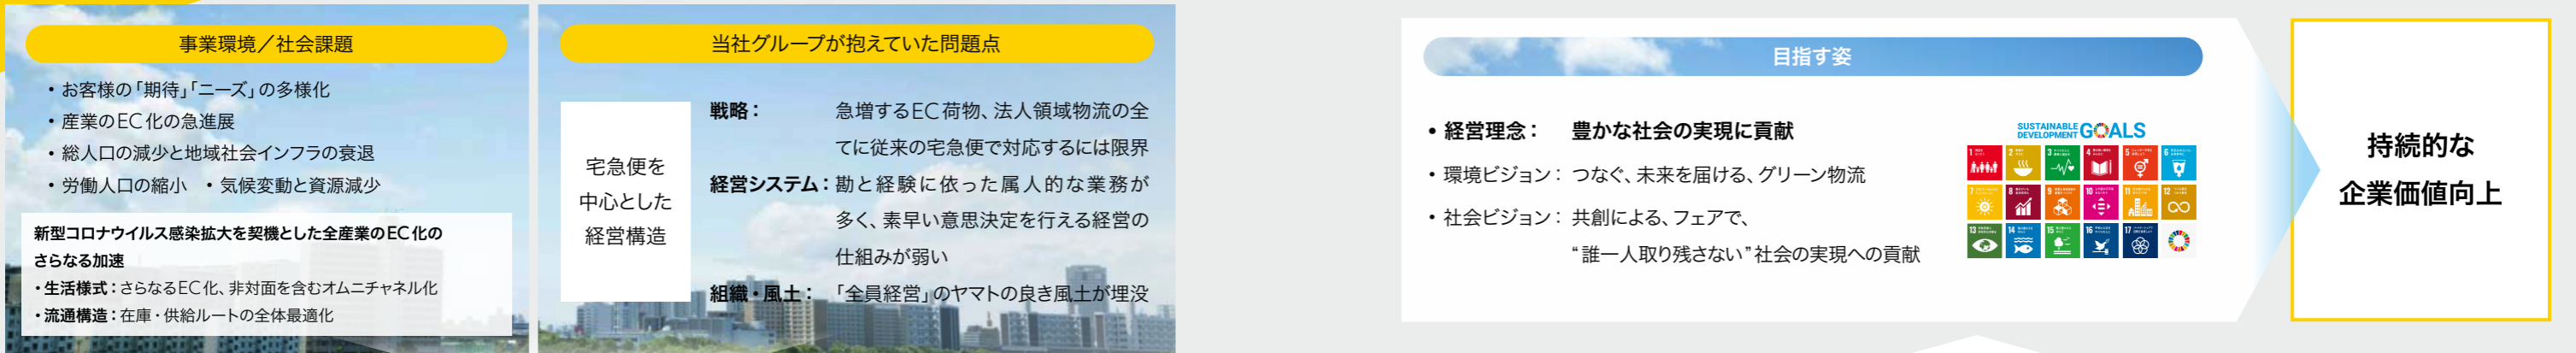 事業環境／社会課題
・お客様の「期待」「ニーズ」の多様化
・産業のEC化の急進展
・総人口の減少と地域社会インフラの衰退
・労働人口の縮小 ・気候変動と資源減少
新型コロナウイルス感染拡大を契機とした全産業のEC化の
さらなる加速
・生活様式：さらなるEC化、非対面を含むオムニチャネル化
・流通構造：在庫・供給ルートの全体最適化
当社グループが抱えていた問題点
宅急便を
中心とした
経営構造
戦略： 急増するEC荷物、法人領域物流の全
てに従来の宅急便で対応するには限界
経営システム：勘と経験に依った属人的な業務が
多く、素早い意思決定を行える経営の
仕組みが弱い
組織・風土： 「全員経営」のヤマトの良き風土が埋没
目指す姿
・経営理念： 豊かな社会の実現に貢献
・環境ビジョン： つなぐ、未来を届ける、グリーン物流
・社会ビジョン： 共創による、フェアで、
“誰一人取り残さない”社会の実現への貢献
SUSTAINABLE
DEVELOPMENT GOALS
1 2 3 4 5 6
7 8 9 10 11 12
13 14 15 16 17
持続的な
企業価値向上